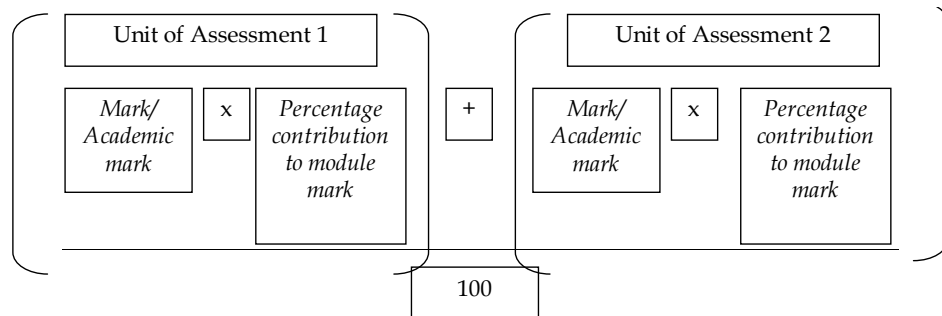 Unit of Assessment 1
Unit of Assessment 2
Mark/
Academic
mark
x
Percentage
contribution
to module
mark
+
Mark/
Academic
mark
x
Percentage
contribution
to module
mark
100